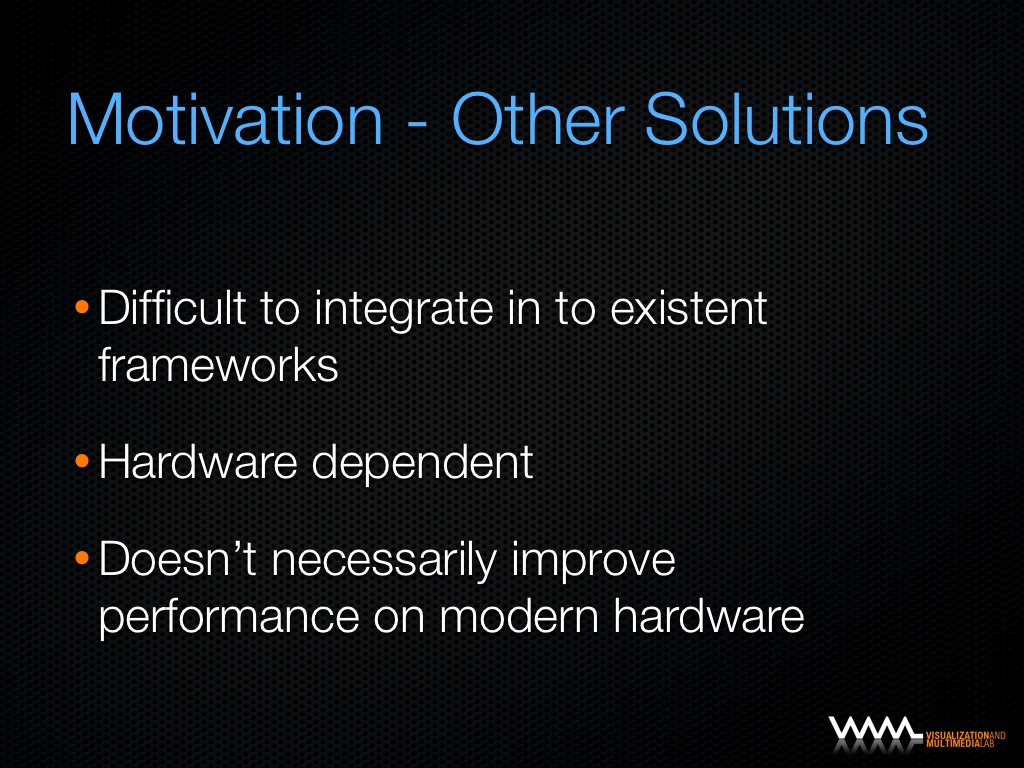 Motivation - Other Solutions
• Difficult to integrate in to existent
frameworks
• Hardware dependent
• Doesn’t necessarily improve
performance on modern hardware
VISUALIZATIONAND
MULTIMEDIALAB